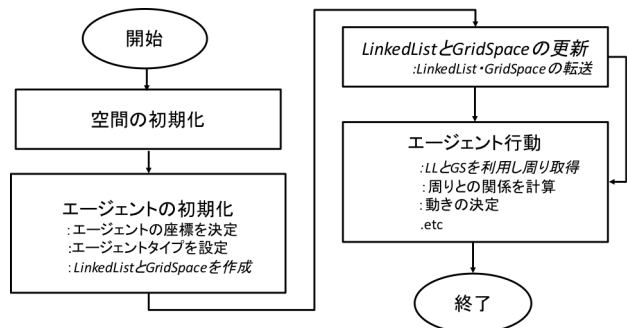 開始
空間の初期化
エージェントの初期化
:エージェントの座標を決定
:エージェントタイプを設定
:LinkedListとGridSpaceを作成
LinkedListとGridSpaceの更新
:LinkedList・GridSpaceの転送
エージェント行動
:LLとGSを利用し周り取得
:周りとの関係を計算
:動きの決定
.etc
終了